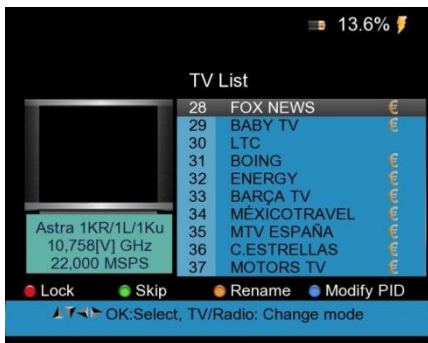 13.6%
TV List
28 FOX NEWS €
29 BABY TV €
30 LTC
31 BOING €
32 ENERGY €
33 BARÇA TV €
34 MÉXICOTRAVEL €
35 MTV ESPAÑA €
36 C.ESTRELLAS €
37 MOTORS TV €
Astra 1KR/1L/1Ku
10,758[V] GHz
22,000 MSPS
Lock Skip Rename Modify PID
OK:Select, TV/Radio: Change mode